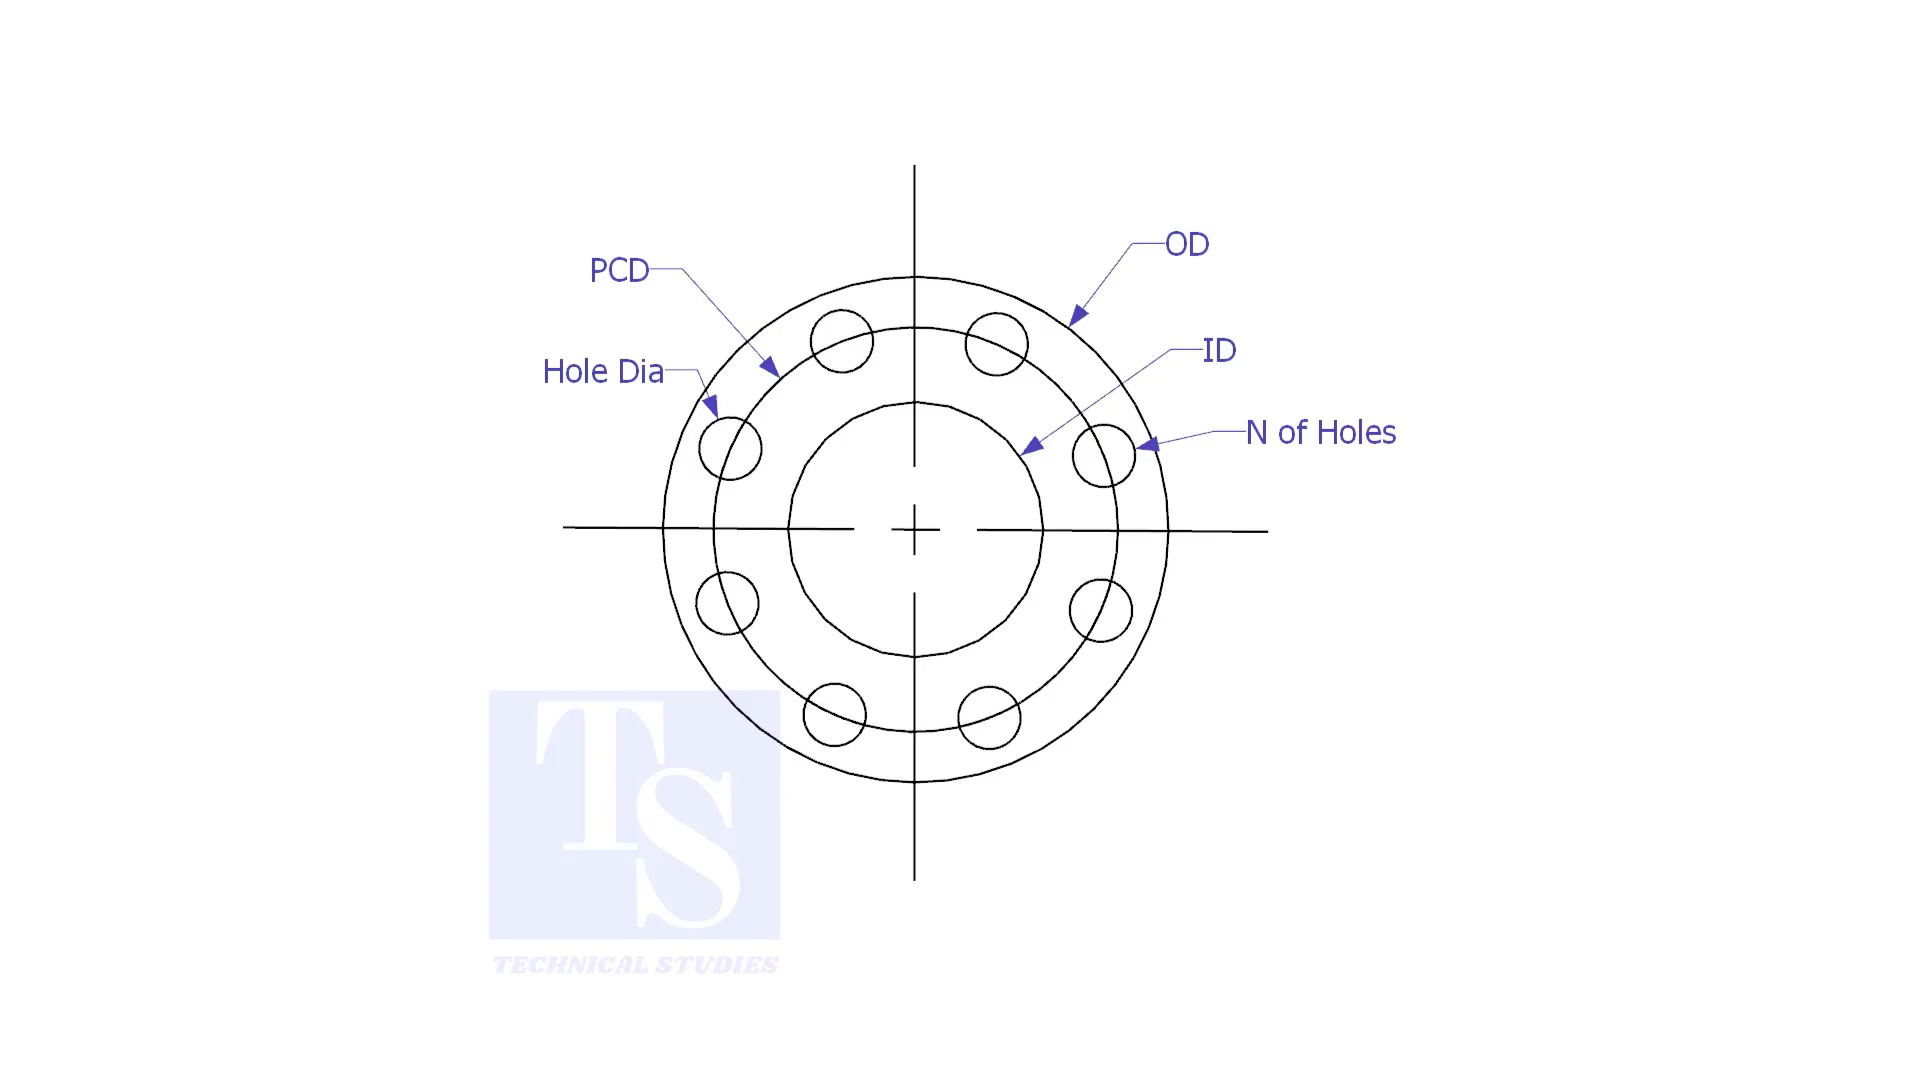 OD
PCD
ID
Hole Dia
N of Holes
TS
TECHNICAL STUDIES